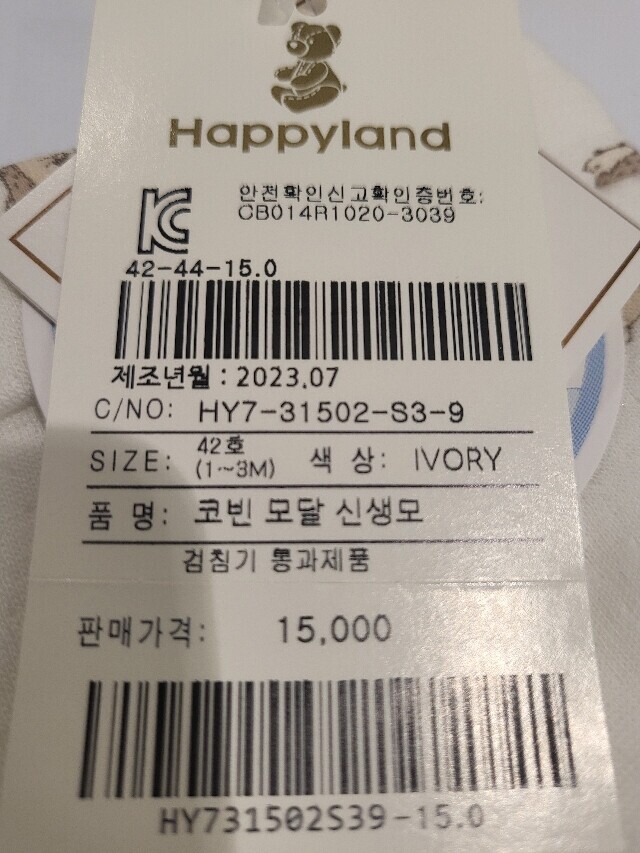 Happyland
안전확인신고확인증번호:
CB014R1020-3039
42-44-15.0
제조년월 : 2023.07
C/NO: HY7-31502-S3-9
SIZE: 42호 (1~3M) 색 상: IVORY
품 명: 코빈 모달 신생모
검침기 통과제품
판매가격: 15,000
HY731502S39-15.0